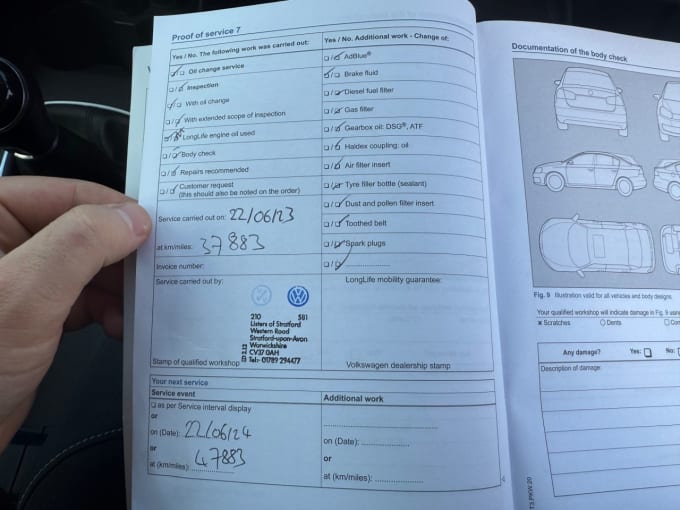 Proof of service 7
Yes / No. The following work was carried out:
Oil change service
Inspection
With oil change
With extended scope of inspection
LongLife engine oil used
Body check
Repairs recommended
Customer request
(this should also be noted on the order)
Service carried out on: 22/06/23
at km/miles: 37883
Invoice number:
Service carried out by:
210 581
Listers of Stratford
Western Road
Stratford-upon-Avon
Warwickshire
CV37 0AH
Tel:- 01789 294477
Stamp of qualified workshop
Yes / No. Additional work - Change of:
AdBlue®
Brake fluid
Diesel fuel filter
Gas filter
Gearbox oil: DSG®, ATF
Haldex coupling: oil
Air filter insert
Tyre filler bottle (sealant)
Dust and pollen filter insert
Toothed belt
Spark plugs
LongLife mobility guarantee:
Volkswagen dealership stamp
Your next service
Service event
as per Service interval display
or
on (Date): 22/06/24
or
at (km/miles): 47883
Additional work
on (Date):
or
at (km/miles):
Documentation of the body check
Fig. 9 Illustration valid for all vehicles and body designs.
Your qualified workshop will indicate damage in Fig. 9 using
Scratches Dents
Any damage? Yes: No:
Description of damage: